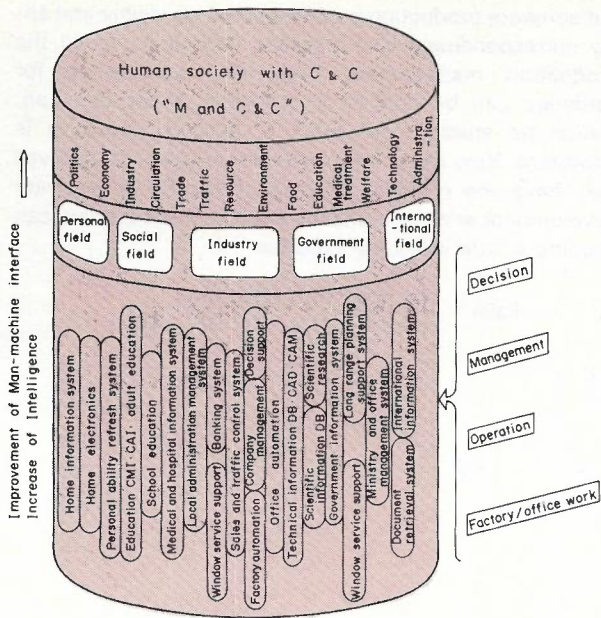 Human society with C & C
("M and C & C")
Politics
Economy
Industry
Circulation
Trade
Traffic
Resource
Environment
Food
Education
Medical
treatment
Welfare
Technology
Administra
-tion
Personal
field
Social
field
Industry
field
Government
field
Interna
-tional
field
Improvement of Man-machine interface
Increase of Intelligence
Home information system
Home electronics
Personal ability refresh system
Education CMI·CAI· adult education
School education
Medical and hospital information system
Local administration management
system
Window service support
Banking system
Sales and traffic control system
Factory automation
Company
management
Decision
support
Office automation
Technical information DB·CAD CAM
Scientific
information DB
Scientific
research
Government information system
Window service support
Long range planning
support system
Ministry and office
management system
Document
retrieval system
International
information system
Decision
Management
Operation
Factory/office work